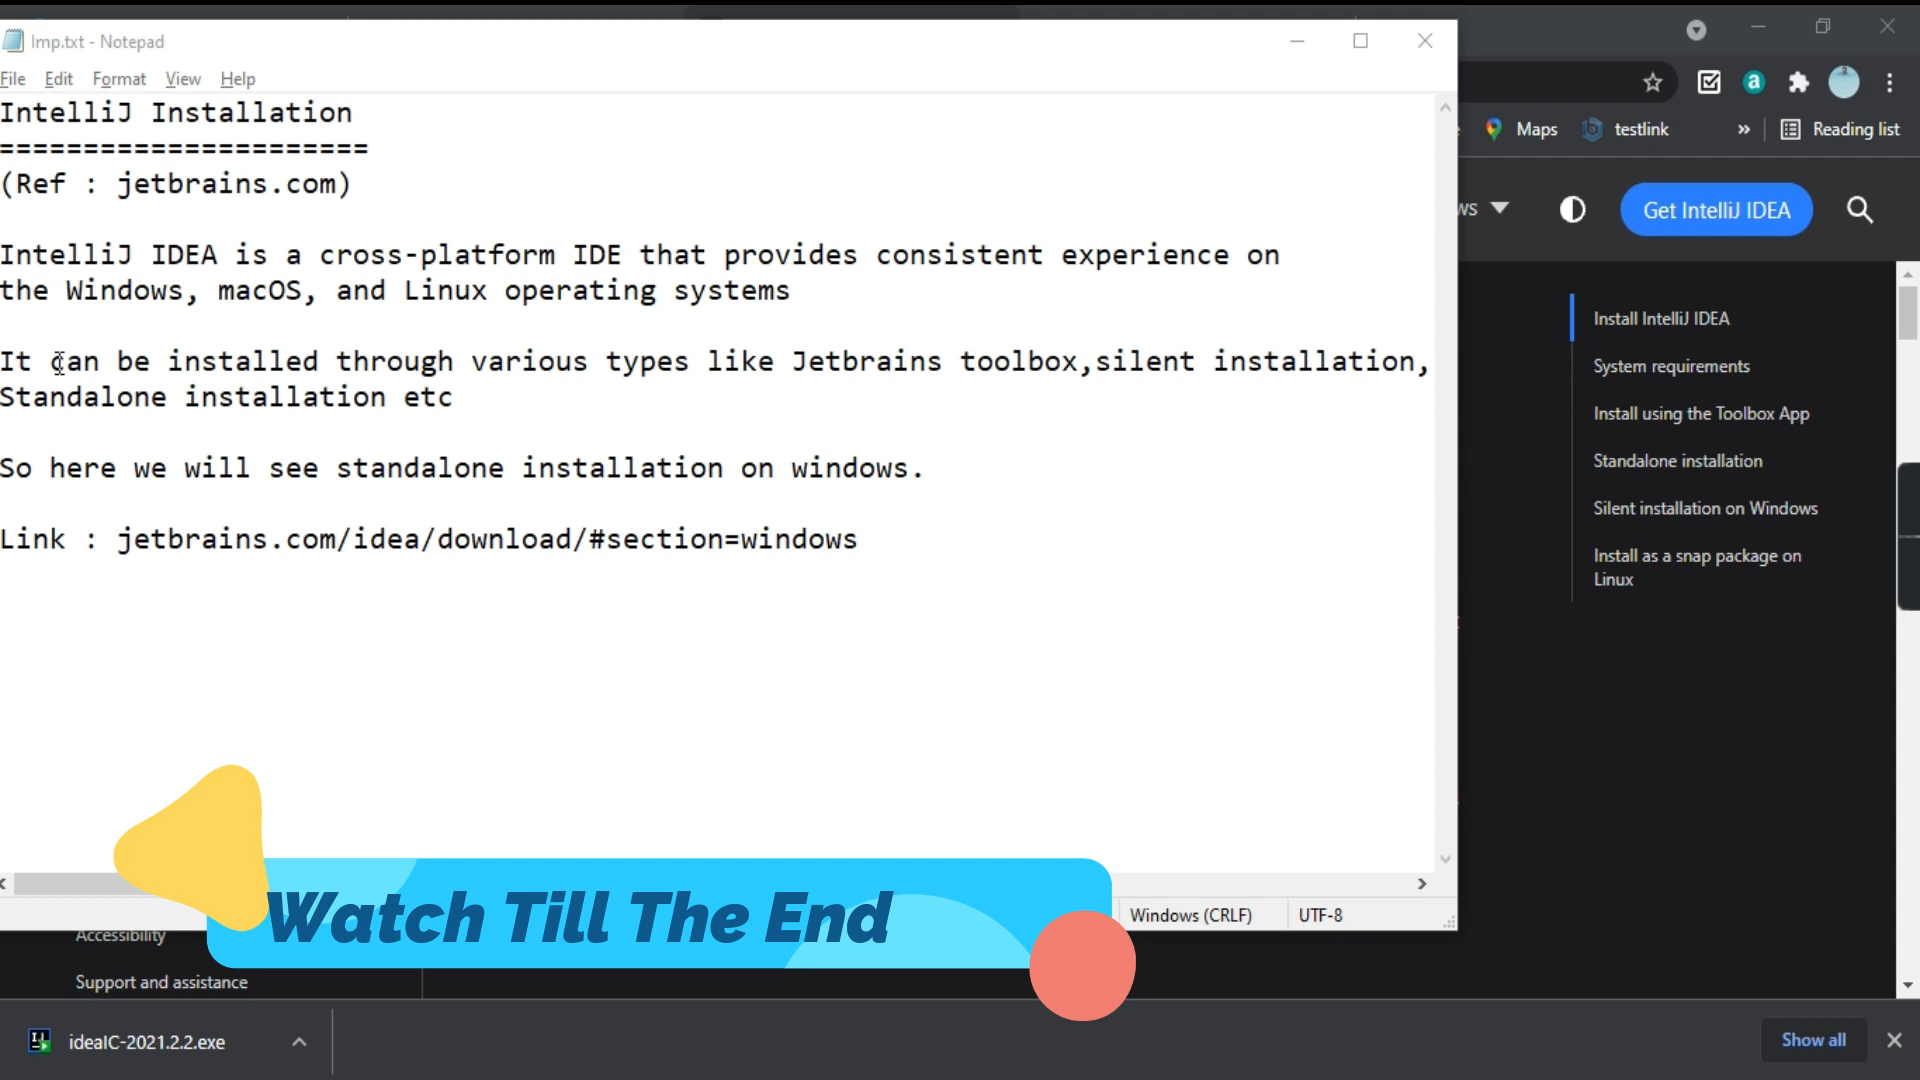 Imp.txt - Notepad
File Edit Format View Help
IntelliJ Installation
======================
(Ref : jetbrains.com)
IntelliJ IDEA is a cross-platform IDE that provides consistent experience on
the Windows, macOS, and Linux operating systems
It can be installed through various types like Jetbrains toolbox,silent installation,
Standalone installation etc
So here we will see standalone installation on windows.
Link : jetbrains.com/idea/download/#section=windows
Windows (CRLF) UTF-8
Maps testlink » Reading list
Get IntelliJ IDEA
Install IntelliJ IDEA
System requirements
Install using the Toolbox App
Standalone installation
Silent installation on Windows
Install as a snap package on
Linux
Watch Till The End
Accessibility
Support and assistance
ideaIC-2021.2.2.exe
Show all